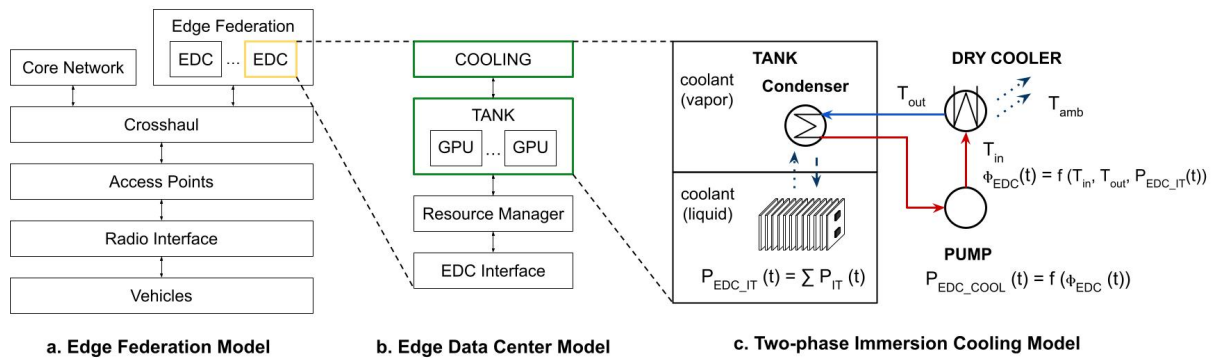 Edge Federation
EDC ... EDC
Core Network
Crosshaul
Access Points
Radio Interface
Vehicles
a. Edge Federation Model
COOLING
TANK
GPU ... GPU
Resource Manager
EDC Interface
b. Edge Data Center Model
TANK
coolant
(vapor)
Condenser
coolant
(liquid)
P_EDC_IT (t) = ∑ P_IT (t)
DRY COOLER
T_out
T_amb
T_in
Φ_EDC(t) = f (T_in, T_out, P_EDC_IT(t))
PUMP
P_EDC_COOL (t) = f (Φ_EDC (t))
c. Two-phase Immersion Cooling Model